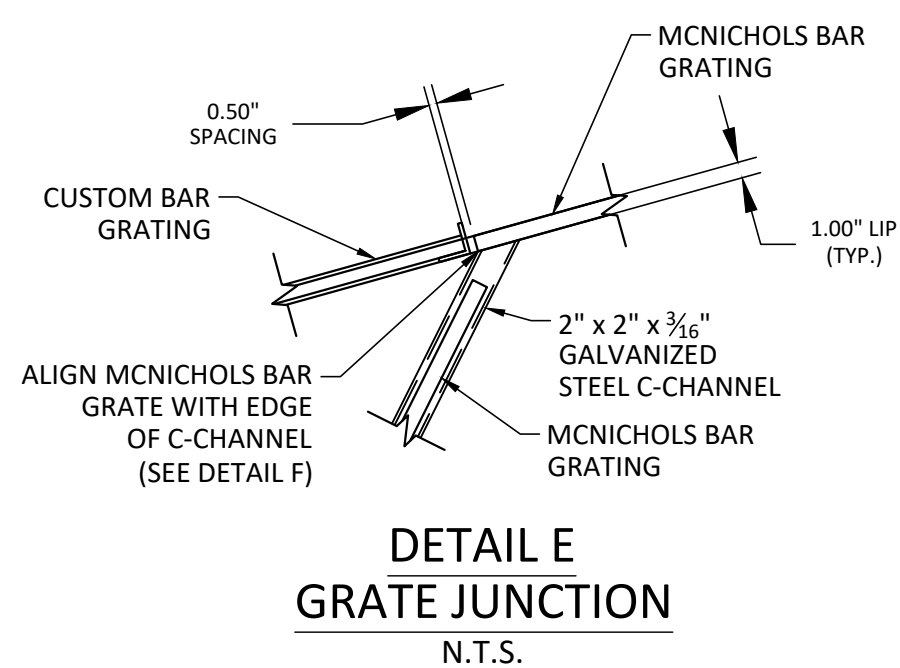 MCNICHOLS BAR
GRATING
0.50"
SPACING
CUSTOM BAR
GRATING
1.00" LIP
(TYP.)
2" x 2" x 3⁄16"
GALVANIZED
STEEL C-CHANNEL
ALIGN MCNICHOLS BAR
GRATE WITH EDGE
OF C-CHANNEL
(SEE DETAIL F)
MCNICHOLS BAR
GRATING
DETAIL E
GRATE JUNCTION
N.T.S.